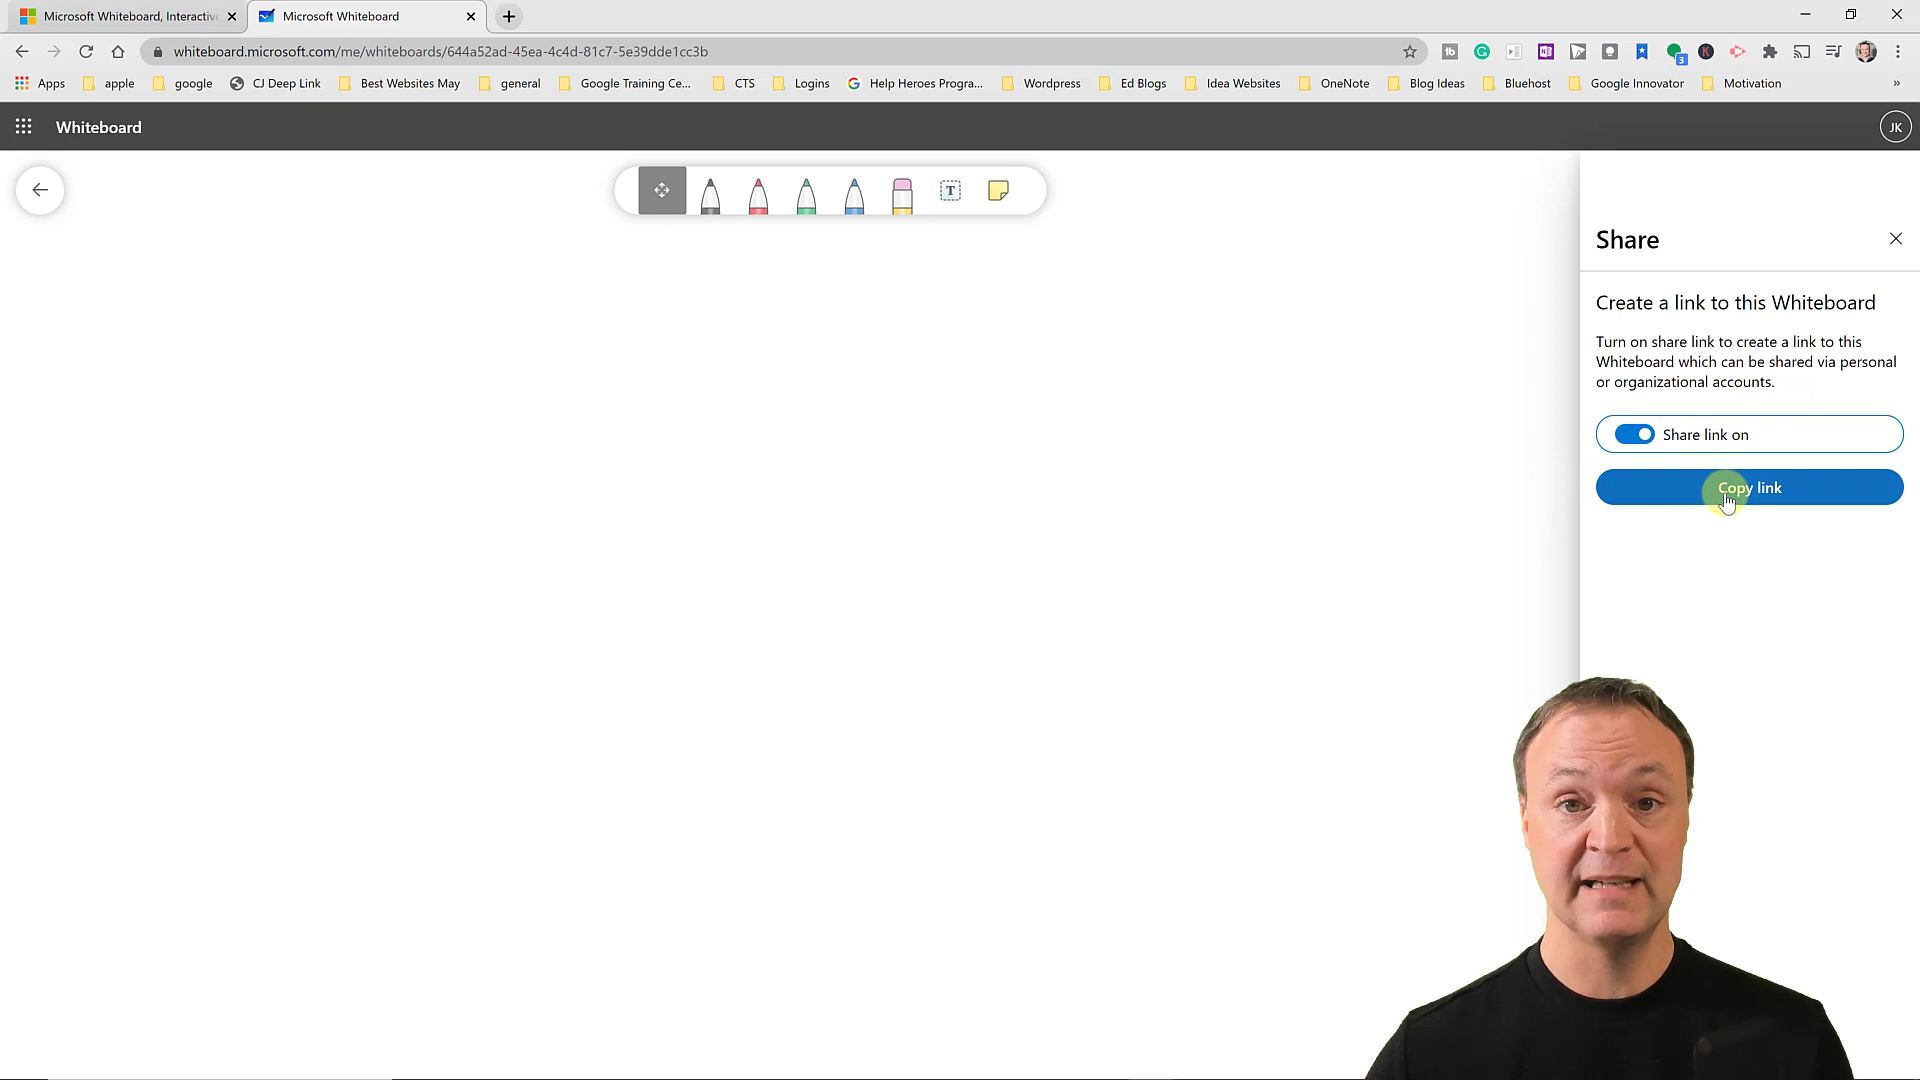 Microsoft Whiteboard, Interactiv
Microsoft Whiteboard
whiteboard.microsoft.com/me/whiteboards/644a52ad-45ea-4c4d-81c7-5e39dde1cc3b
tb
G
N
K
3
Apps
apple
google
CJ Deep Link
Best Websites May
general
Google Training Ce...
CTS
Logins
G
Help Heroes Progra...
Wordpress
Ed Blogs
Idea Websites
OneNote
Blog Ideas
Bluehost
Google Innovator
Motivation
»
Whiteboard
JK
T
Share
Create a link to this Whiteboard
Turn on share link to create a link to this
Whiteboard which can be shared via personal
or organizational accounts.
Share link on
Copy link